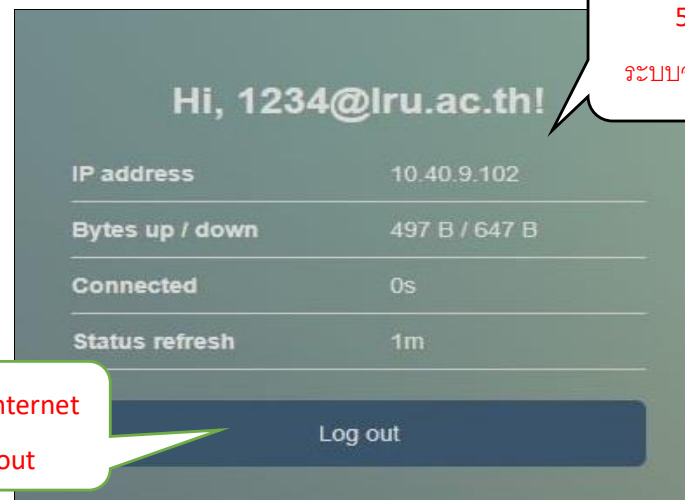 5
ระบบ
Hi, 1234@lru.ac.th!
IP address 10.40.9.102
Bytes up / down 497 B / 647 B
Connected 0s
Status refresh 1m
nternet
out
Log out